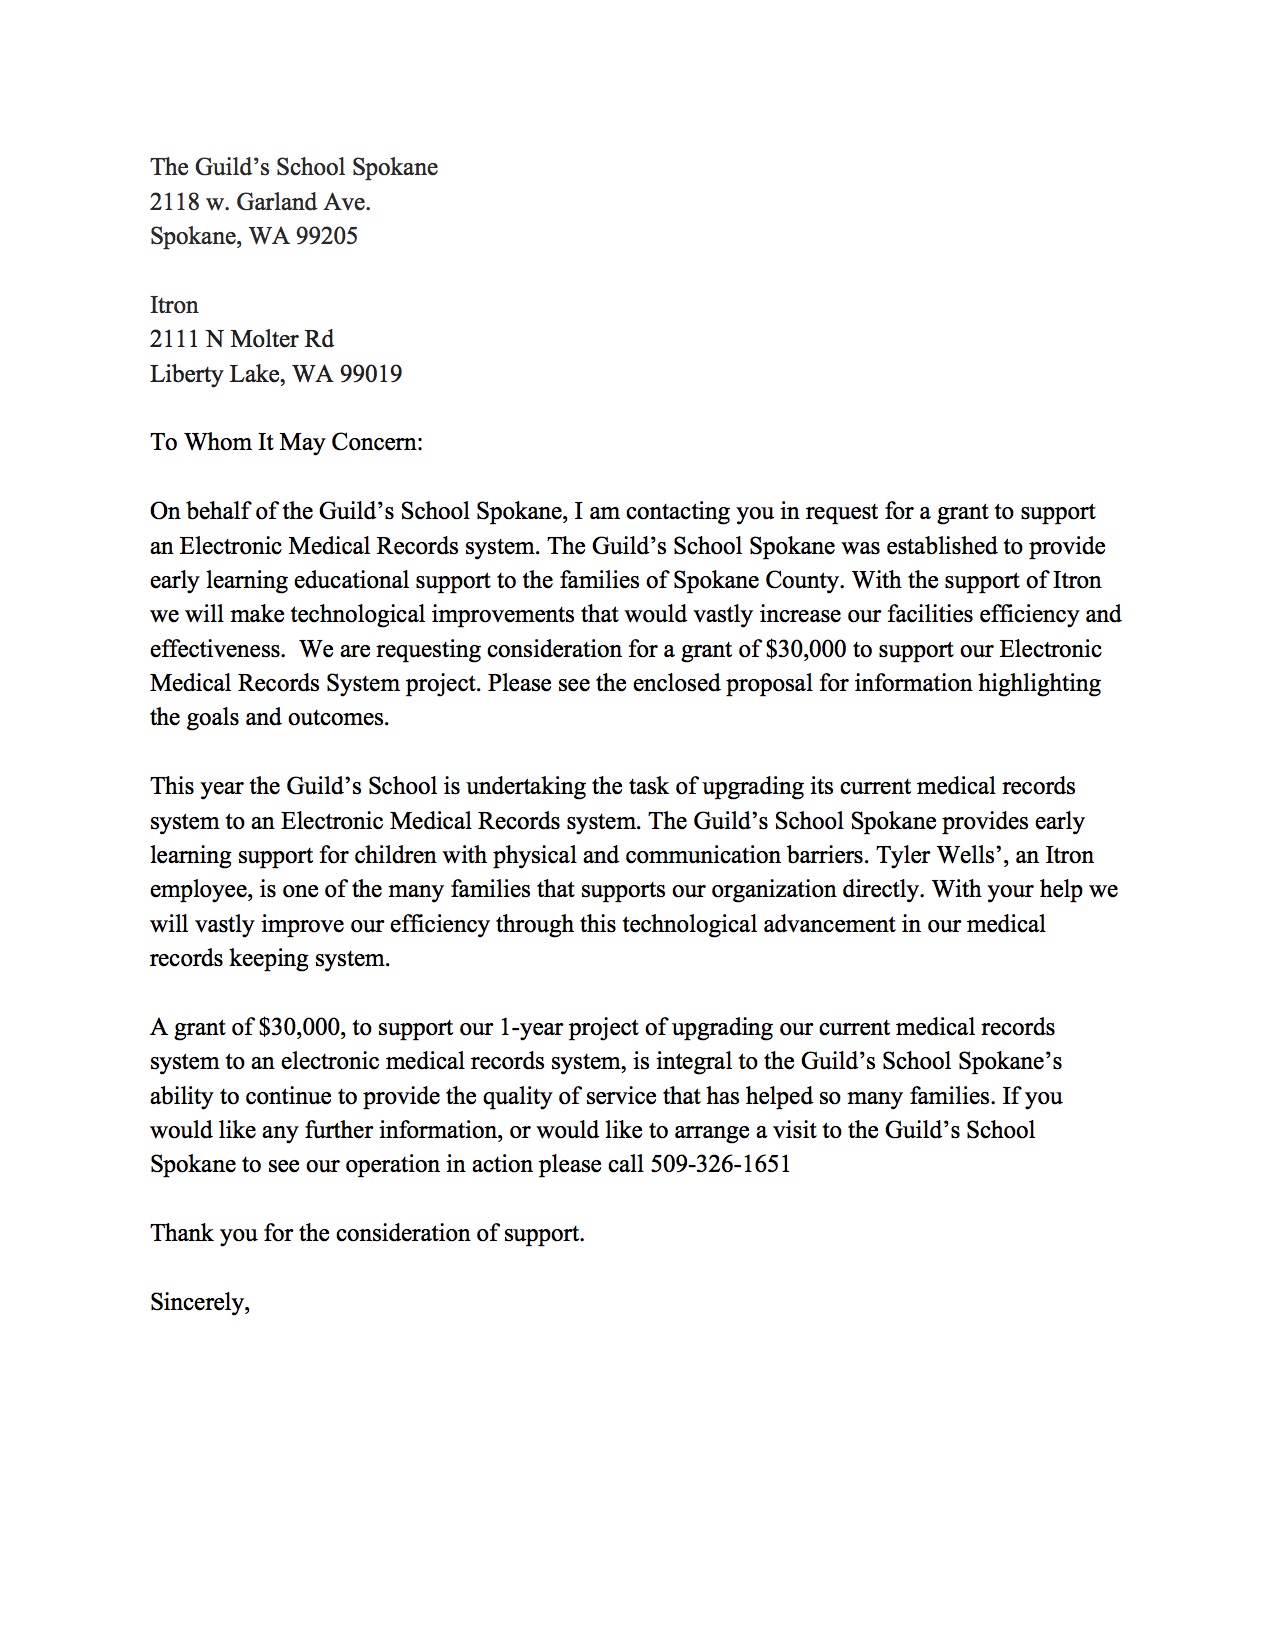 The Guild’s School Spokane
2118 w. Garland Ave.
Spokane, WA 99205
Itron
2111 N Molter Rd
Liberty Lake, WA 99019
To Whom It May Concern:
On behalf of the Guild’s School Spokane, I am contacting you in request for a grant to support
an Electronic Medical Records system. The Guild’s School Spokane was established to provide
early learning educational support to the families of Spokane County. With the support of Itron
we will make technological improvements that would vastly increase our facilities efficiency and
effectiveness.  We are requesting consideration for a grant of $30,000 to support our Electronic
Medical Records System project. Please see the enclosed proposal for information highlighting
the goals and outcomes.
This year the Guild’s School is undertaking the task of upgrading its current medical records
system to an Electronic Medical Records system. The Guild’s School Spokane provides early
learning support for children with physical and communication barriers. Tyler Wells’, an Itron
employee, is one of the many families that supports our organization directly. With your help we
will vastly improve our efficiency through this technological advancement in our medical
records keeping system.
A grant of $30,000, to support our 1-year project of upgrading our current medical records
system to an electronic medical records system, is integral to the Guild’s School Spokane’s
ability to continue to provide the quality of service that has helped so many families. If you
would like any further information, or would like to arrange a visit to the Guild’s School
Spokane to see our operation in action please call 509-326-1651
Thank you for the consideration of support.
Sincerely,